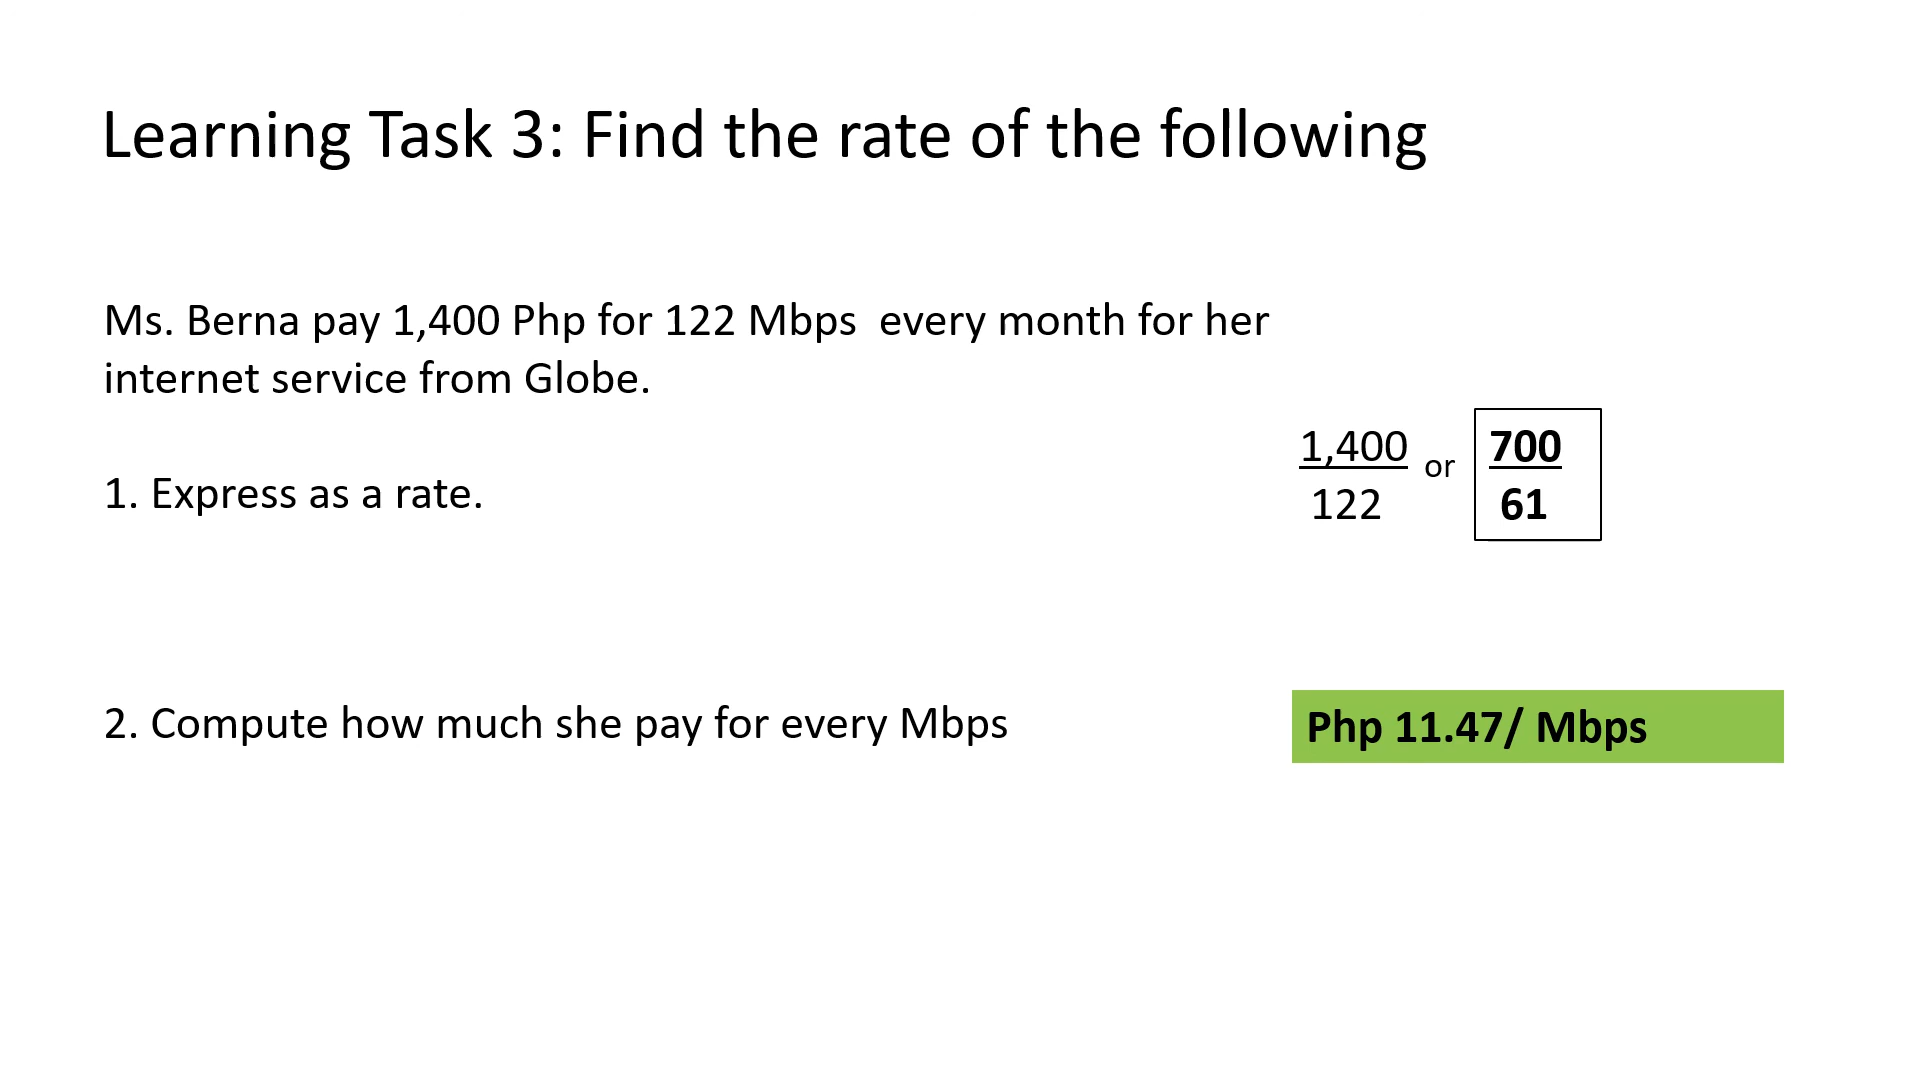 Learning Task 3: Find the rate of the following
Ms. Berna pay 1,400 Php for 122 Mbps  every month for her
internet service from Globe.
1. Express as a rate.
1,400
122
or
700
61
2. Compute how much she pay for every Mbps
Php 11.47/ Mbps